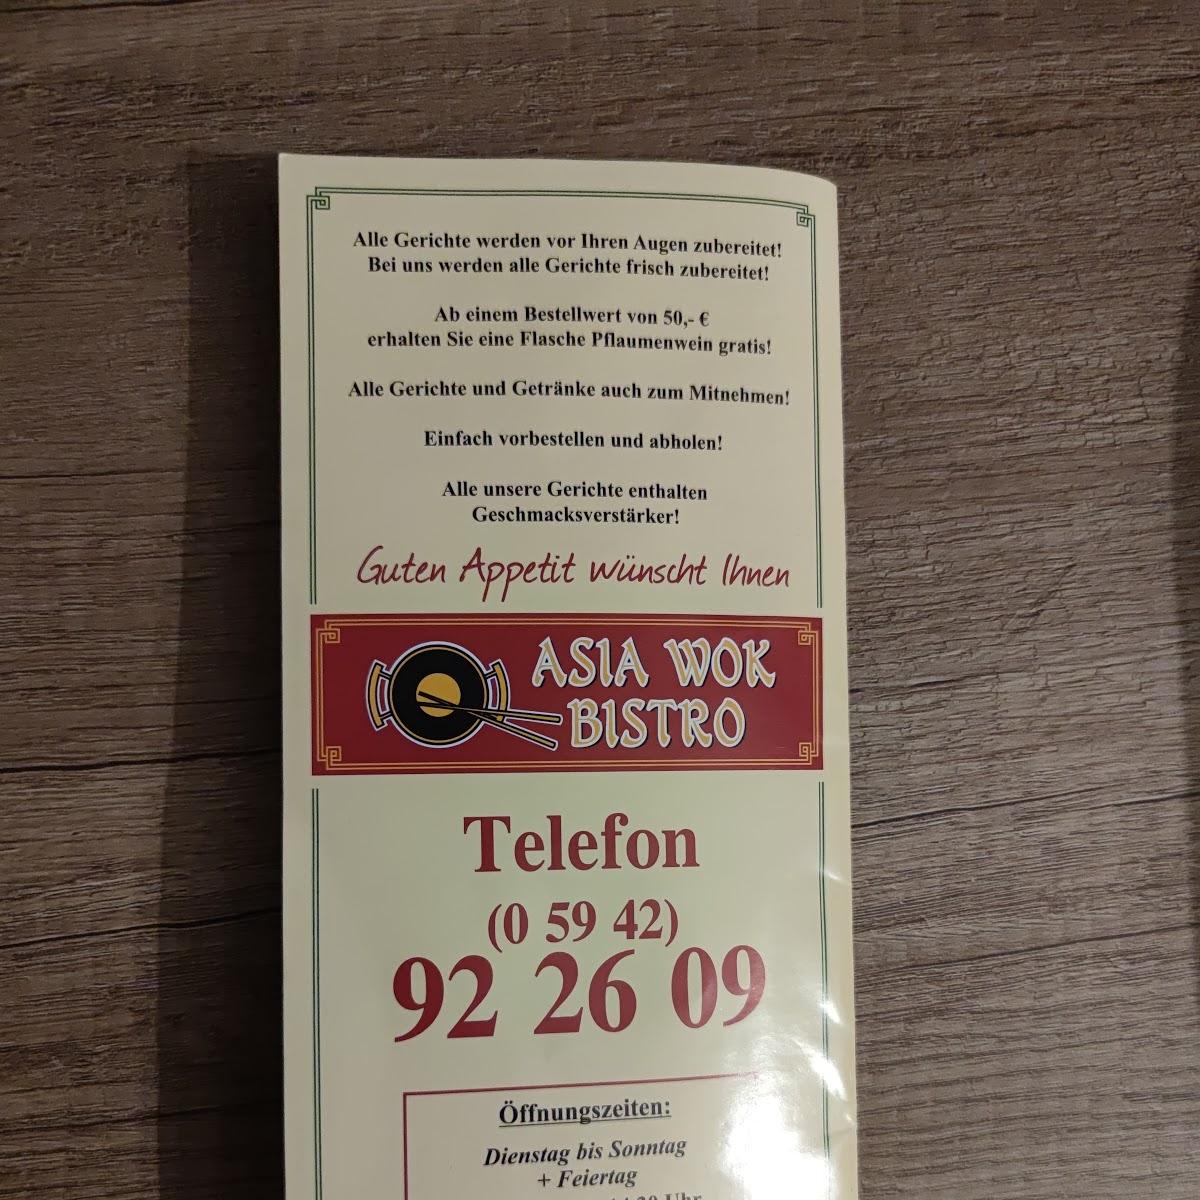 Alle Gerichte werden vor Ihren Augen zubereitet!
Bei uns werden alle Gerichte frisch zubereitet!
Ab einem Bestellwert von 50,- €
erhalten Sie eine Flasche Pflaumenwein gratis!
Alle Gerichte und Getränke auch zum Mitnehmen!
Einfach vorbestellen und abholen!
Alle unsere Gerichte enthalten
Geschmacksverstärker!
Guten Appetit wünscht Ihnen
ASIA WOK
BISTRO
Telefon
(0 59 42)
92 26 09
Öffnungszeiten:
Dienstag bis Sonntag
+ Feiertag
Uhr